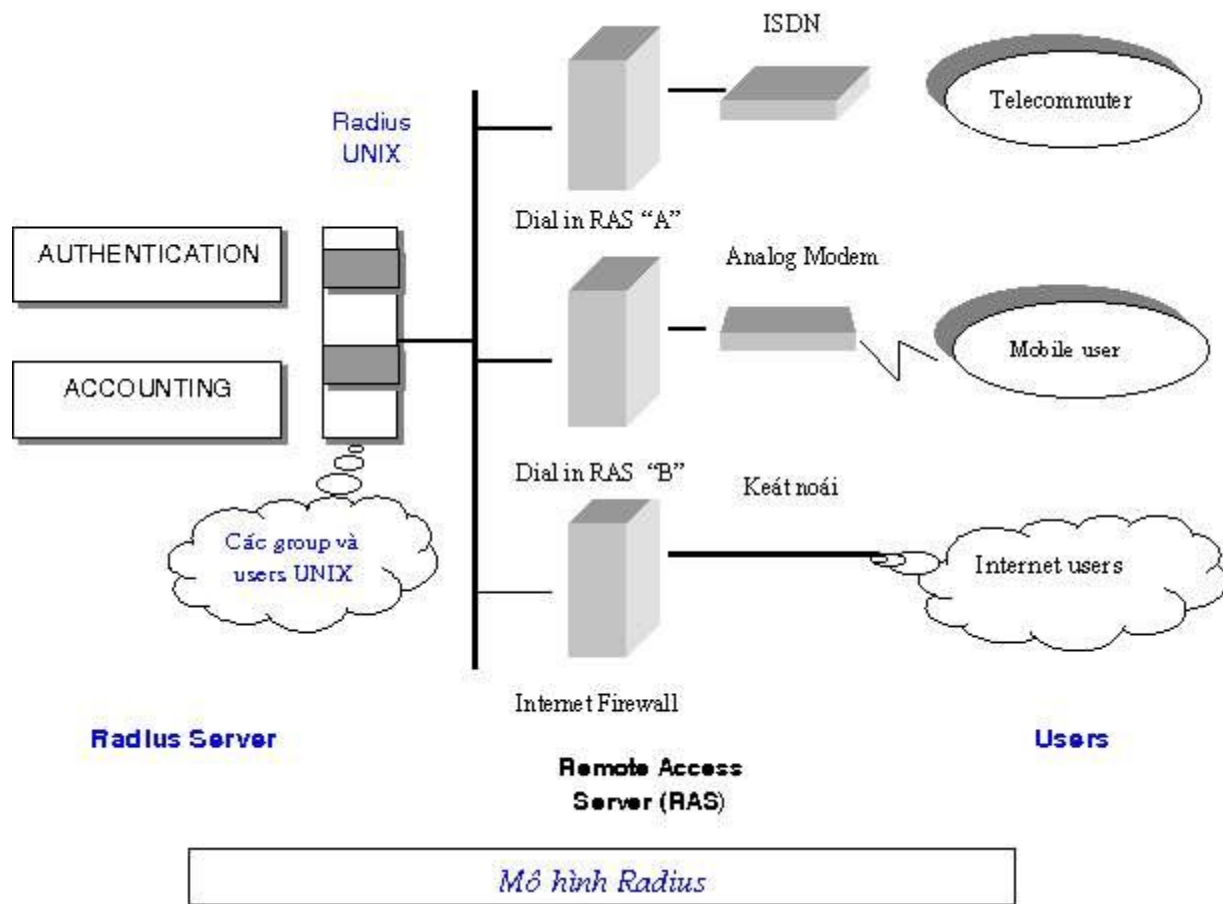 ISDN
Telecommuter
Radius
UNIX
Dial in RAS “A”
AUTHENTICATION
Analog Modem
Mobile user
ACCOUNTING
Dial in RAS “B”
Keát noái
Các group và
users UNIX
Internet users
Internet Firewall
Radius Server
Users
Remote Access
Server (RAS)
Mô hình Radius